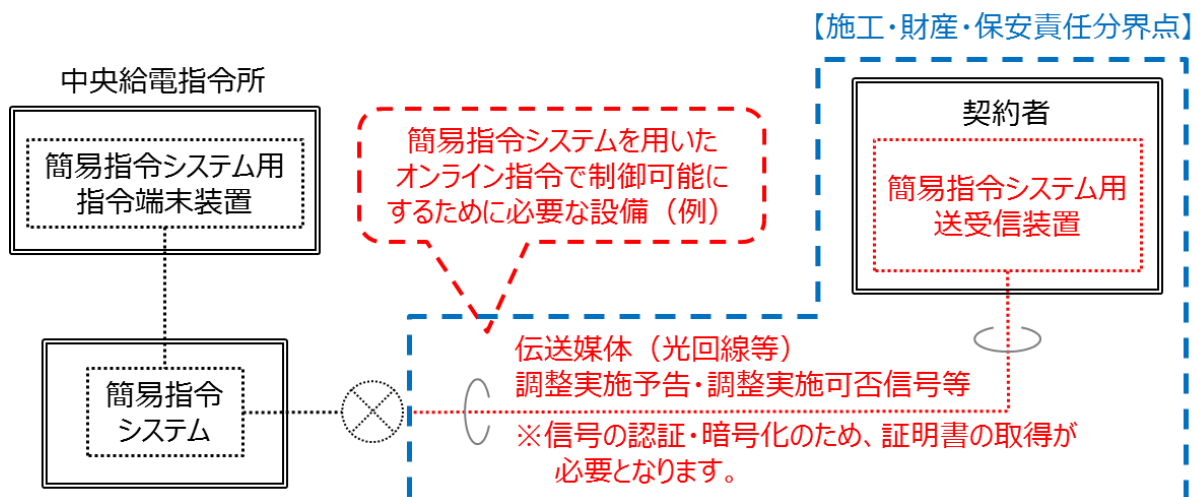 【施工・財産・保安責任分界点】
中央給電指令所
簡易指令システム用
指令端末装置
簡易指令システムを用いた
オンライン指令で制御可能に
するために必要な設備（例）
契約者
簡易指令システム用
送受信装置
簡易指令
システム
伝送媒体（光回線等）
調整実施予告・調整実施可否信号等
※信号の認証・暗号化のため、証明書の取得が
必要となります。